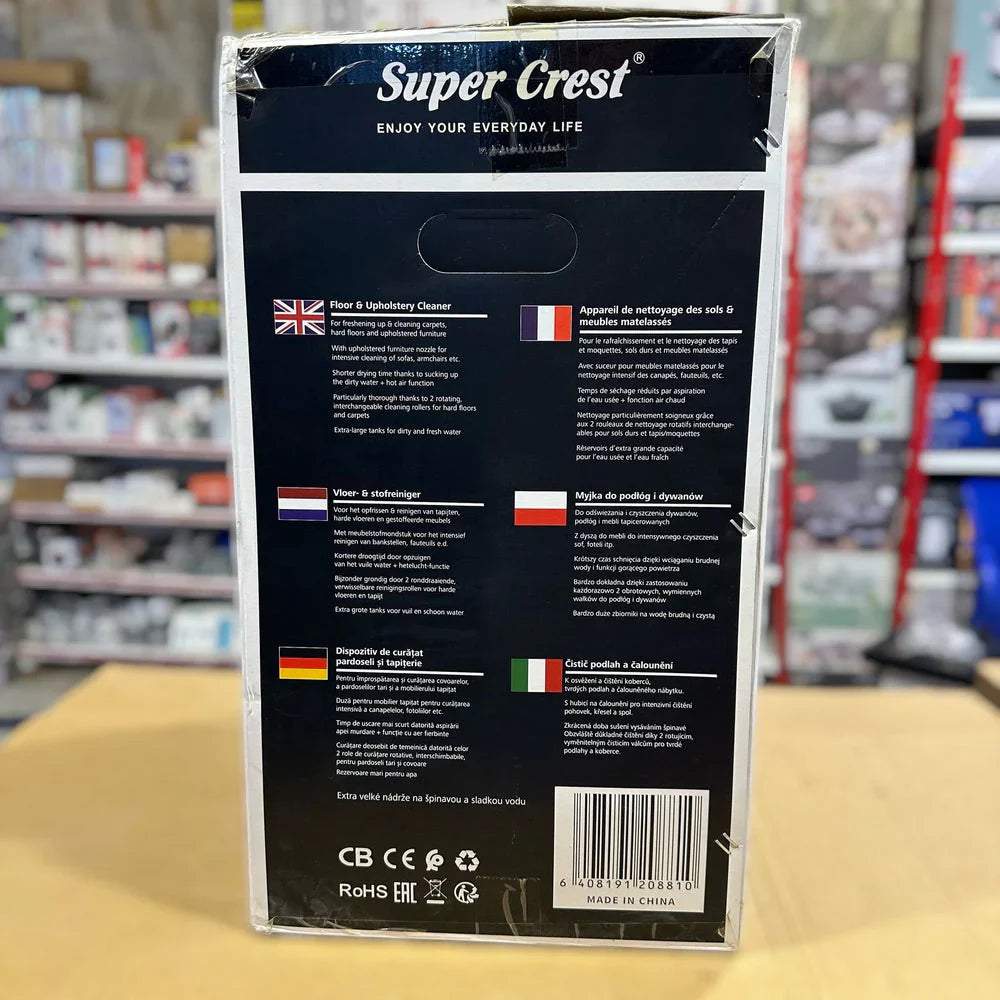 Super Crest®
ENJOY YOUR EVERYDAY LIFE
Floor & Upholstery Cleaner
For freshening up & cleaning carpets,
hard floors and upholstered furniture
With upholstered furniture nozzle for
intensive cleaning of sofas, armchairs etc.
Shorter drying time thanks to sucking up
the dirty water + hot air function
Particularly thorough thanks to 2 rotating,
interchangeable cleaning rollers for hard floors
and carpets
Extra-large tanks for dirty and fresh water
Appareil de nettoyage des sols &
meubles matelassés
Pour le rafraîchissement et le nettoyage des tapis
et moquettes, sols durs et meubles matelassés
Avec suceur pour meubles matelassés pour le
nettoyage intensif des canapés, fauteuils, etc.
Temps de séchage réduits par aspiration
de l'eau usée + fonction air chaud
Nettoyage particulièrement soigneux grâce
aux 2 rouleaux de nettoyage rotatifs interchange-
ables pour sols durs et tapis/moquettes
Réservoirs d'extra grande capacité
pour l'eau usée et l'eau fraîch
Vloer- & stofreiniger
Voor het opfrissen & reinigen van tapijten,
harde vloeren en gestoffeerde meubels
Met meubelstofmondstuk voor het intensief
reinigen van bankstellen, fauteuils e.d.
Kortere droogtijd door opzuigen
van het vuile water + hetelucht-functie
Bijzonder grondig door 2 ronddraaiende,
verwisselbare reinigingsrollen voor harde
vloeren en tapijt
Extra grote tanks voor vuil en schoon water
Myjka do podłóg i dywanów
Do odświeżania i czyszczenia dywanów,
podłóg i mebli tapicerowanych
Z dyszą do mebli do intensywnego czyszczenia
sof, foteli itp.
Krótszy czas schnięcia dzięki wciąganiu brudnej
wody i funkcji gorącego powietrza
Bardzo dokładna dzięki zastosowaniu
każdorazowo 2 obrotowych, wymiennych
wałków do podłóg i dywanów
Bardzo duże zbiorniki na wodę brudną i czystą
Dispozitiv de curățat
pardoseli și tapițerie
Pentru împrospătarea și curățarea covoarelor,
a pardoselilor tari și a mobilierului tapițat
Duză pentru mobilier tapițat pentru curățarea
intensivă a canapelelor, fotoliilor etc.
Timp de uscare mai scurt datorită aspirării
apei murdare + funcție cu aer fierbinte
Curățare deosebit de temeinică datorită celor
2 role de curățare rotative, interschimbabile,
pentru pardoseli tari și covoare
Rezervoare mari pentru apa
Čistič podlah a čalounění
K osvěžení a čištění koberců,
tvrdých podlah a čalouněného nábytku.
S hubicí na čalounění pro intenzivní čištění
pohovek, křesel a spol.
Zkrácená doba sušení vysáváním špinavé
Obzvláště důkladné čištění díky 2 rotujícím,
vyměnitelným čisticím válcům pro tvrdé
podlahy a koberce.
Extra velké nádrže na špinavou a sladkou vodu
CB CE
RoHS EAC
6 408191 208810
MADE IN CHINA